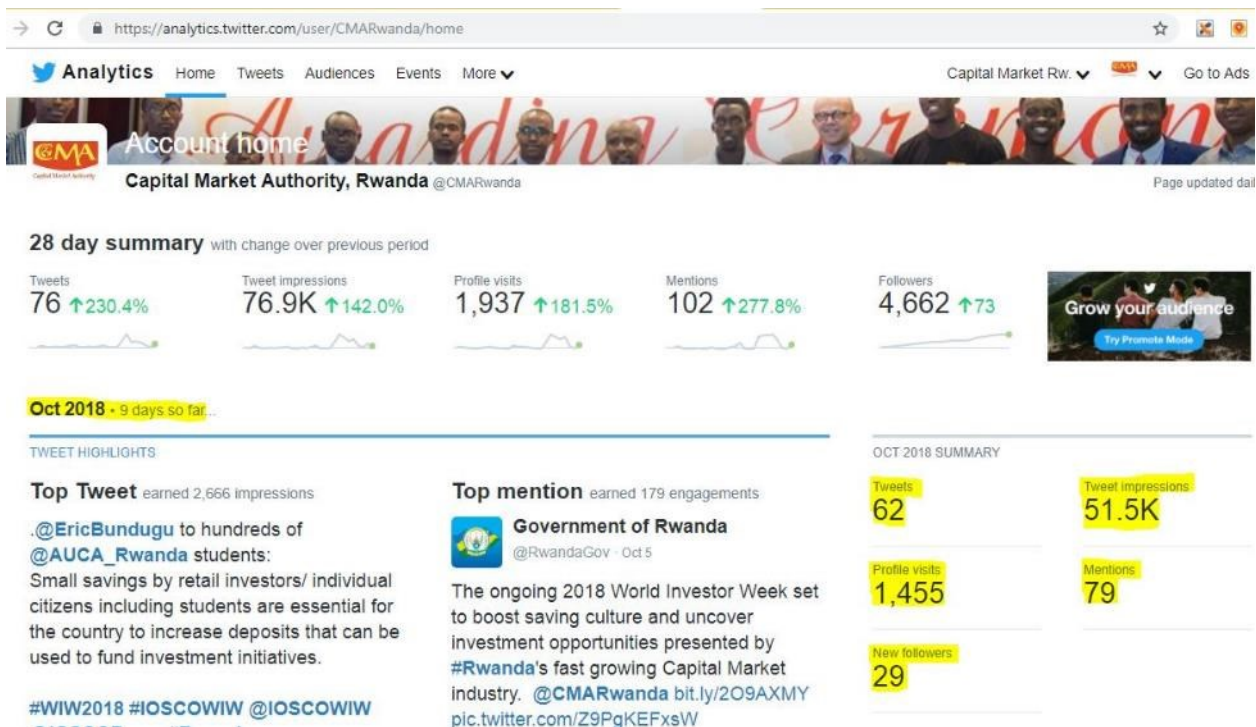 https://analytics.twitter.com/user/CMARwanda/home
Analytics Home Tweets Audiences Events More Capital Market Rw. Go to Ads
Awarding Ceremony
Account home
CMA
Capital Market Authority
Capital Market Authority, Rwanda @CMARwanda Page updated dail
28 day summary with change over previous period
Tweets
76 ↑230.4%
Tweet impressions
76.9K ↑142.0%
Profile visits
1,937 ↑181.5%
Mentions
102 ↑277.8%
Followers
4,662 ↑73
Grow your audience
Try Promote Mode
Oct 2018 • 9 days so far...
TWEET HIGHLIGHTS
Top Tweet earned 2,666 impressions
.@EricBundugu to hundreds of
@AUCA_Rwanda students:
Small savings by retail investors/ individual
citizens including students are essential for
the country to increase deposits that can be
used to fund investment initiatives.
#WIW2018 #IOSCOWIW @IOSCOWIW
Top mention earned 179 engagements
Government of Rwanda
@RwandaGov · Oct 5
The ongoing 2018 World Investor Week set
to boost saving culture and uncover
investment opportunities presented by
#Rwanda's fast growing Capital Market
industry. @CMARwanda bit.ly/2O9AXMY
pic.twitter.com/Z9PgKEFxsW
OCT 2018 SUMMARY
Tweets
62
Tweet impressions
51.5K
Profile visits
1,455
Mentions
79
New followers
29